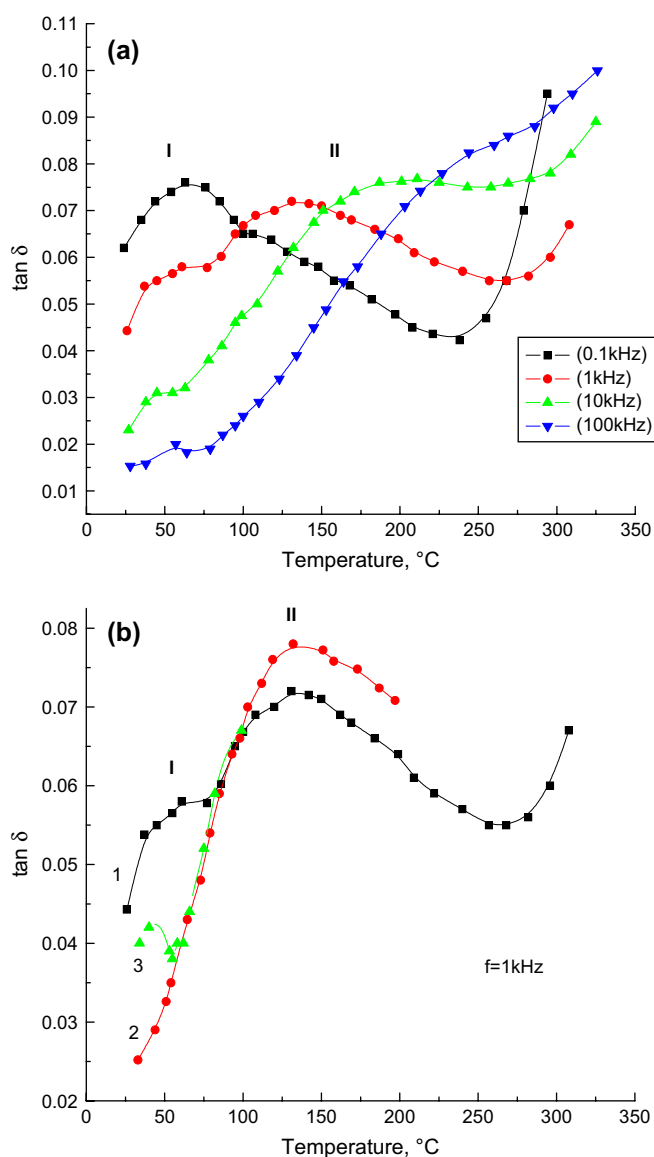 (a)
0.11
0.10
0.09
0.08
0.07
0.06
0.05
0.04
0.03
0.02
0.01
tan δ
I
II
(0.1kHz)
(1kHz)
(10kHz)
(100kHz)
0 50 100 150 200 250 300 350
Temperature, °C
(b)
0.08
0.07
0.06
0.05
0.04
0.03
0.02
tan δ
II
I
1
3
2
f=1kHz
0 50 100 150 200 250 300 350
Temperature, °C